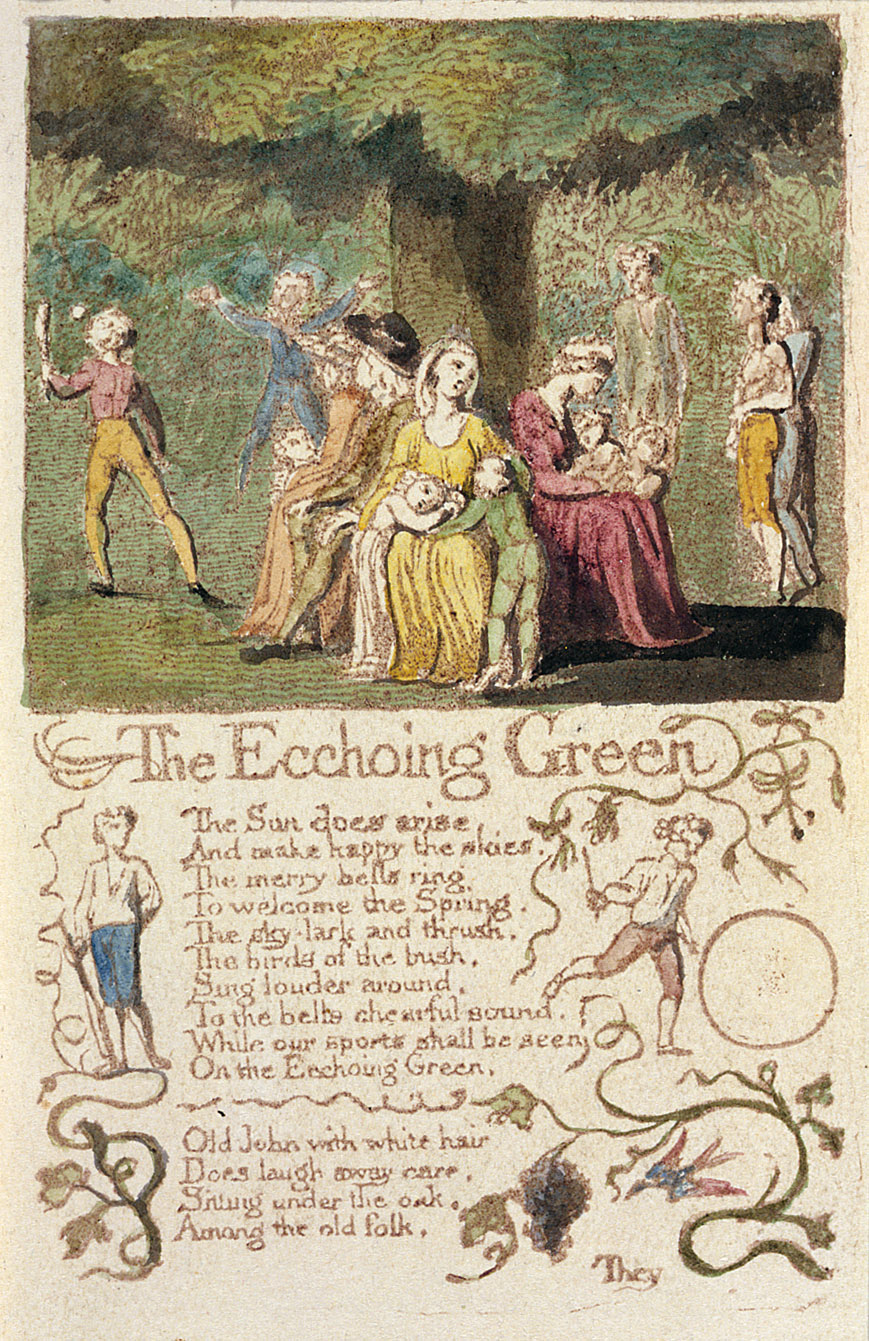 The Ecchoing Green
The Sun does arise,
And make happy the skies.
The merry bells ring,
To welcome the Spring.
The sky-lark and thrush,
The birds of the bush,
Sing louder around,
To the bells chearful sound.
While our sports shall be seen
On the Ecchoing Green.
Old John with white hair
Does laugh away care,
Sitting under the oak,
Among the old folk,
They